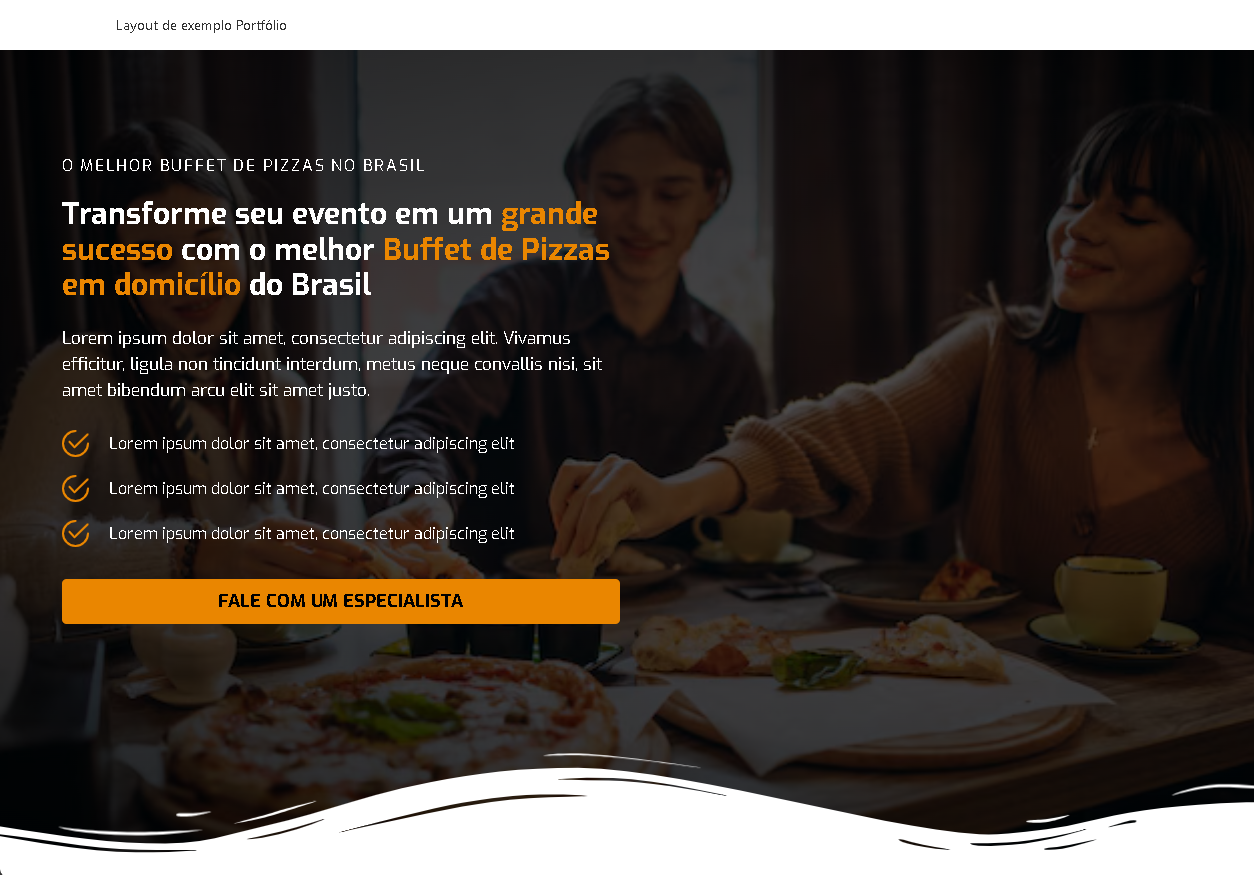 Layout de exemplo Portfólio
O MELHOR BUFFET DE PIZZAS NO BRASIL
Transforme seu evento em um grande
sucesso com o melhor Buffet de Pizzas
em domicílio do Brasil
Lorem ipsum dolor sit amet, consectetur adipiscing elit. Vivamus
efficitur, ligula non tincidunt interdum, metus neque convallis nisi, sit
amet bibendum arcu elit sit amet justo.
Lorem ipsum dolor sit amet, consectetur adipiscing elit
Lorem ipsum dolor sit amet, consectetur adipiscing elit
Lorem ipsum dolor sit amet, consectetur adipiscing elit
FALE COM UM ESPECIALISTA